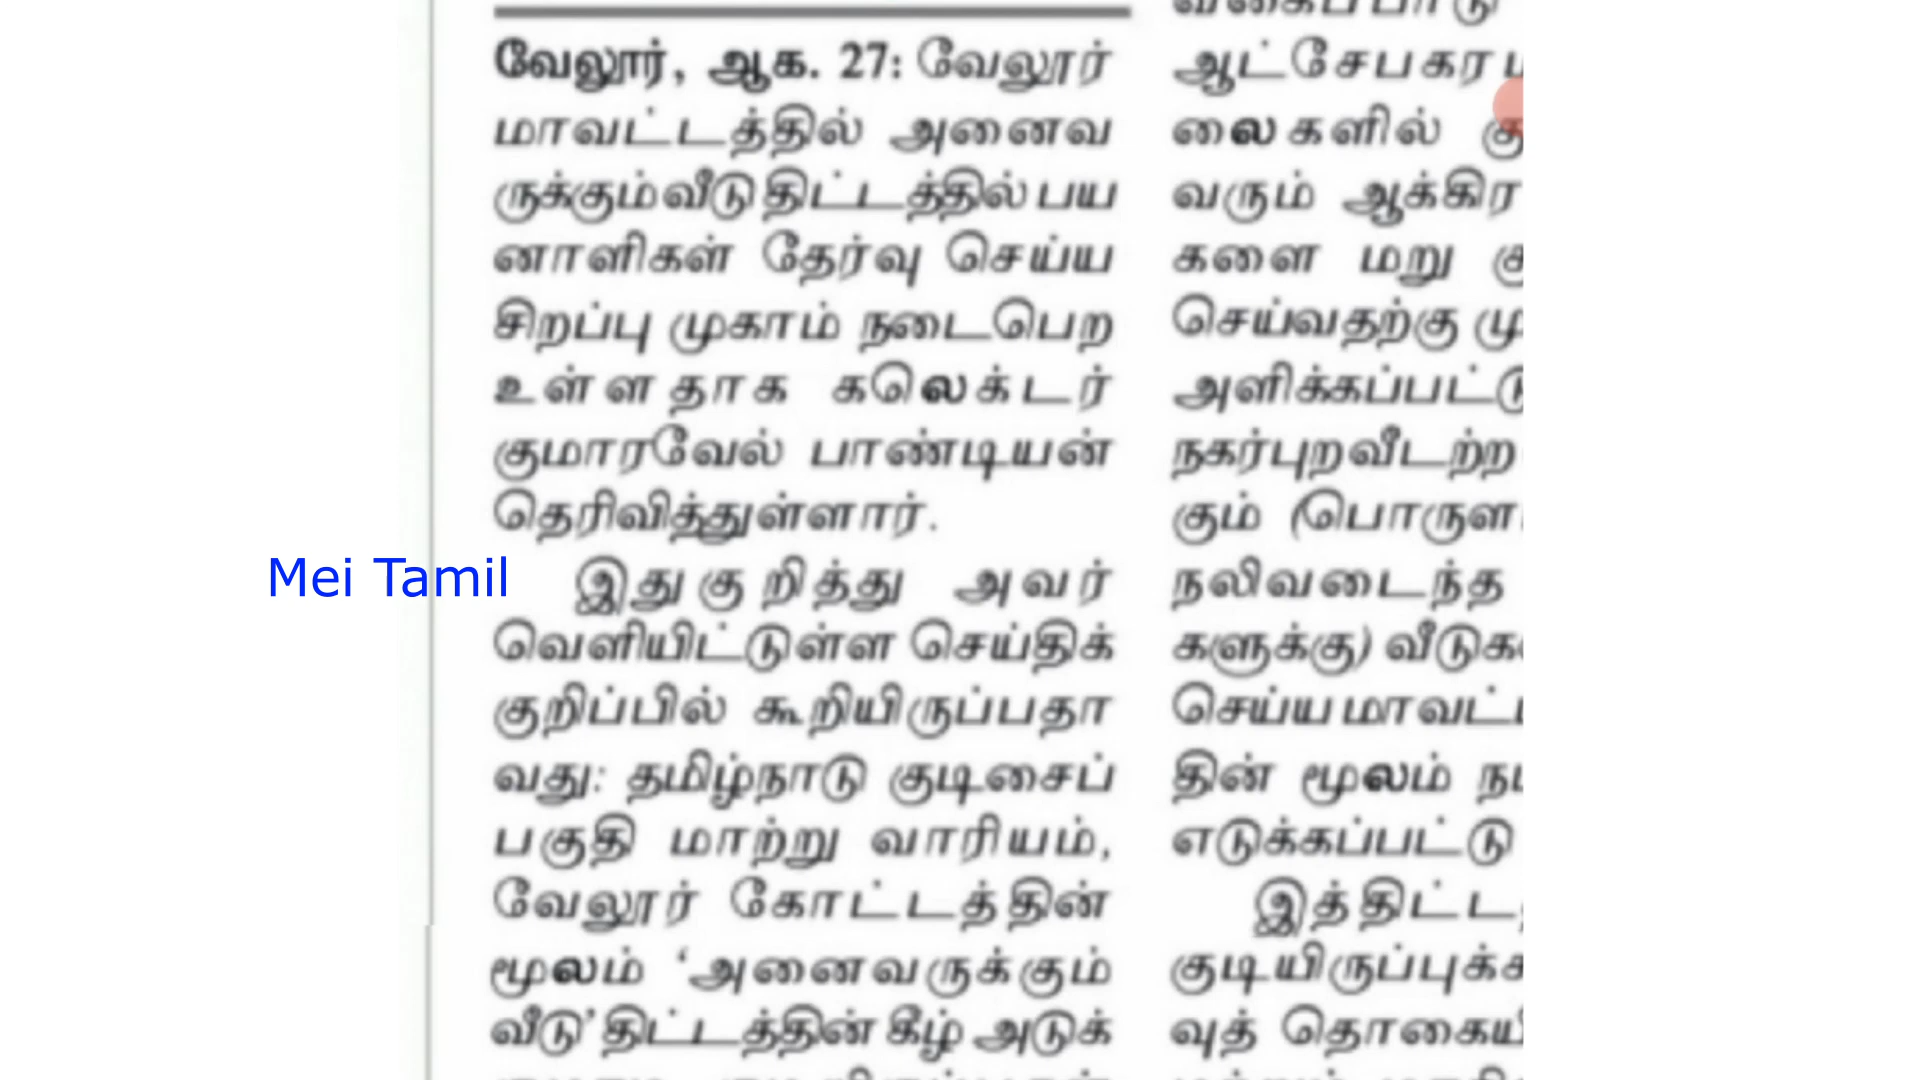 வேலூர், ஆக. 27: வேலூர்
மாவட்டத்தில் அனைவ
ருக்கும் வீடு திட்டத்தில் பய
னாளிகள் தேர்வு செய்ய
சிறப்பு முகாம் நடைபெற
உள்ளதாக கலெக்டர்
குமாரவேல் பாண்டியன்
தெரிவித்துள்ளார்.
Mei Tamil
இது குறித்து அவர்
வெளியிட்டுள்ள செய்திக்
குறிப்பில் கூறியிருப்பதா
வது: தமிழ்நாடு குடிசைப்
பகுதி மாற்று வாரியம்,
வேலூர் கோட்டத்தின்
மூலம் ‘அனைவருக்கும்
வீடு’ திட்டத்தின் கீழ் அடுக்
ஆட்சேபகர
லைகளில்
வரும் ஆக்கிர
களை மறு
செய்வதற்கு மு
அளிக்கப்பட்டு
நகர்புற வீடற்ற
கும் (பொருளா
நலிவடைந்த
களுக்கு) வீடுக
செய்ய மாவட்ட
தின் மூலம்
எடுக்கப்பட்டு
இத்திட்ட
குடியிருப்புக்க
வுத் தொகையி